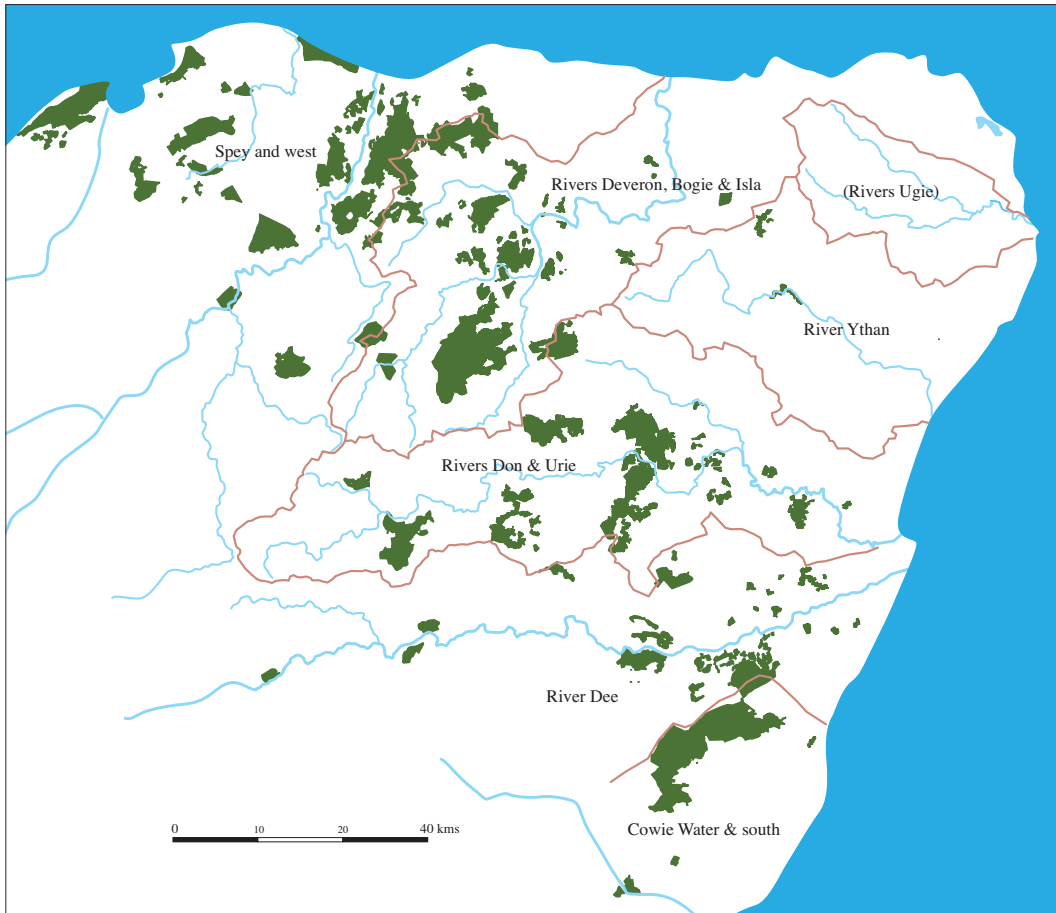 Spey and west
Rivers Deveron, Bogie & Isla
(Rivers Ugie)
River Ythan
Rivers Don & Urie
River Dee
0 10 20 40 kms
Cowie Water & south